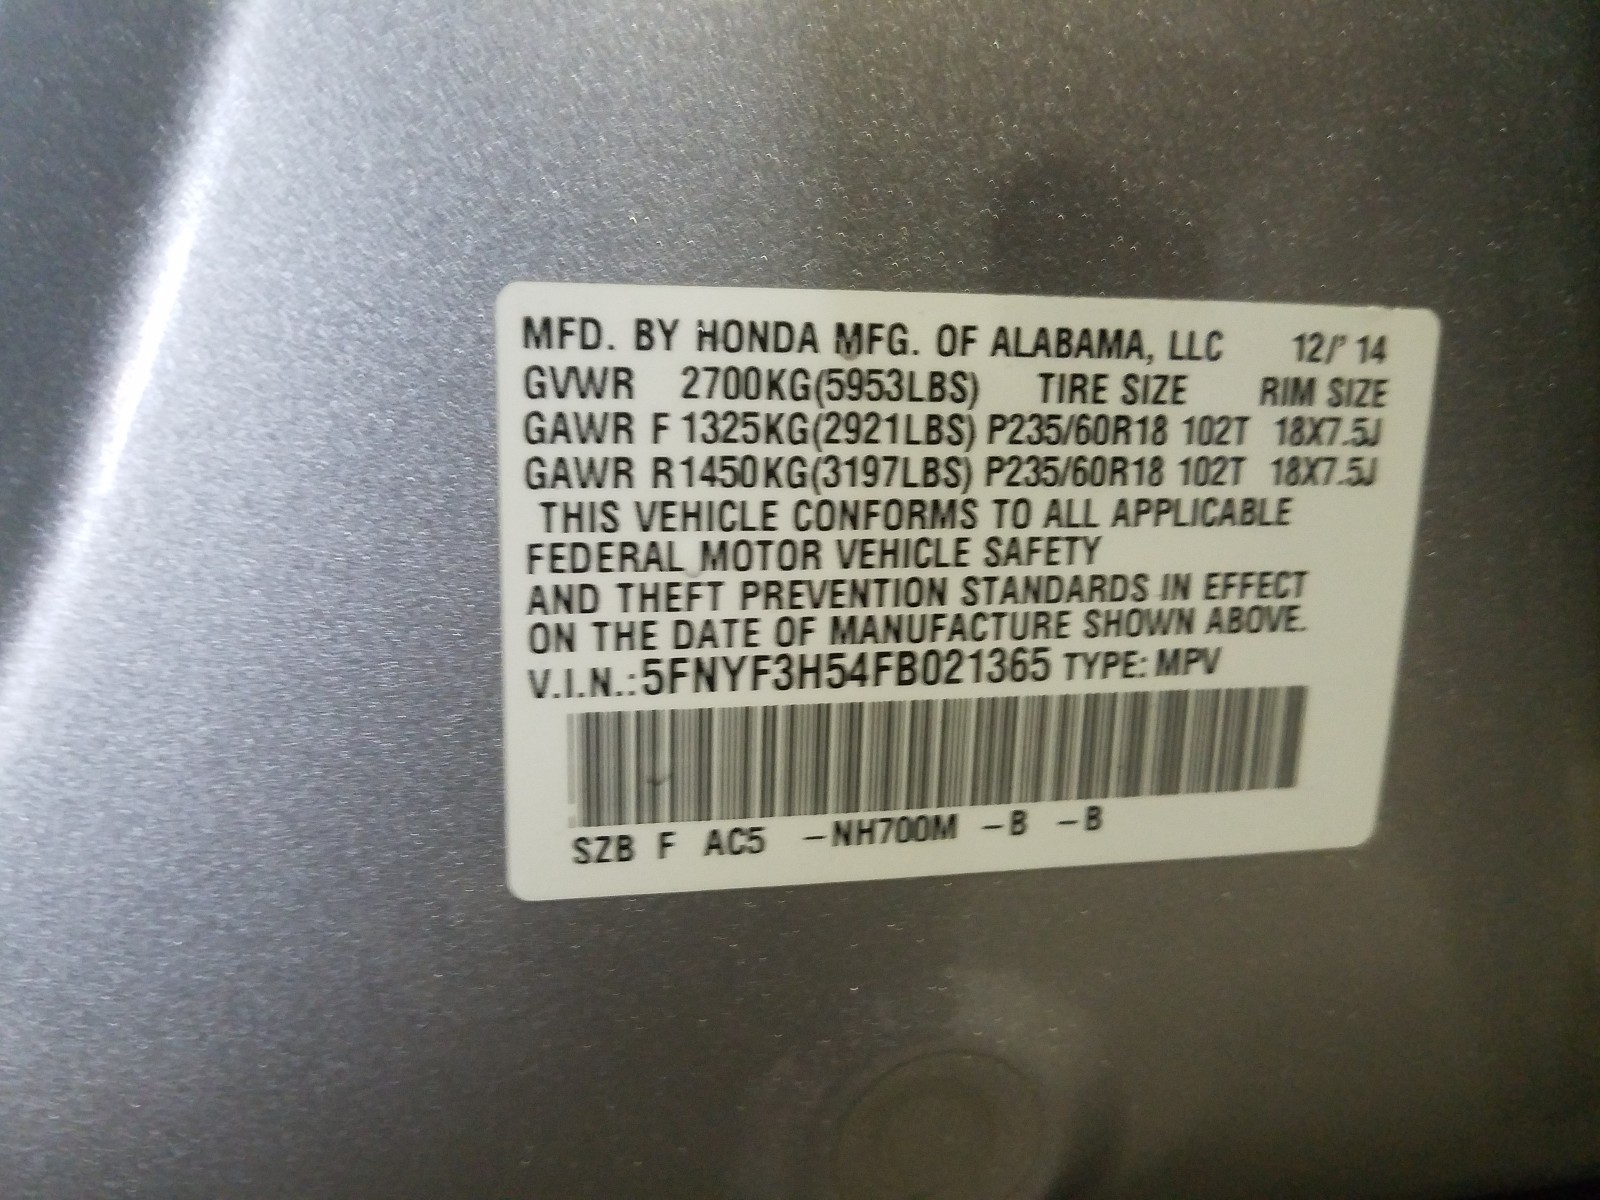 MFD. BY HONDA MFG. OF ALABAMA, LLC 12/' 14
GVWR 2700KG(5953LBS) TIRE SIZE RIM SIZE
GAWR F 1325KG(2921LBS) P235/60R18 102T 18X7.5J
GAWR R1450KG(3197LBS) P235/60R18 102T 18X7.5J
THIS VEHICLE CONFORMS TO ALL APPLICABLE
FEDERAL MOTOR VEHICLE SAFETY
AND THEFT PREVENTION STANDARDS IN EFFECT
ON THE DATE OF MANUFACTURE SHOWN ABOVE.
V.I.N.:5FNYF3H54FB021365 TYPE: MPV
SZB F AC5 -NH700M -B -B